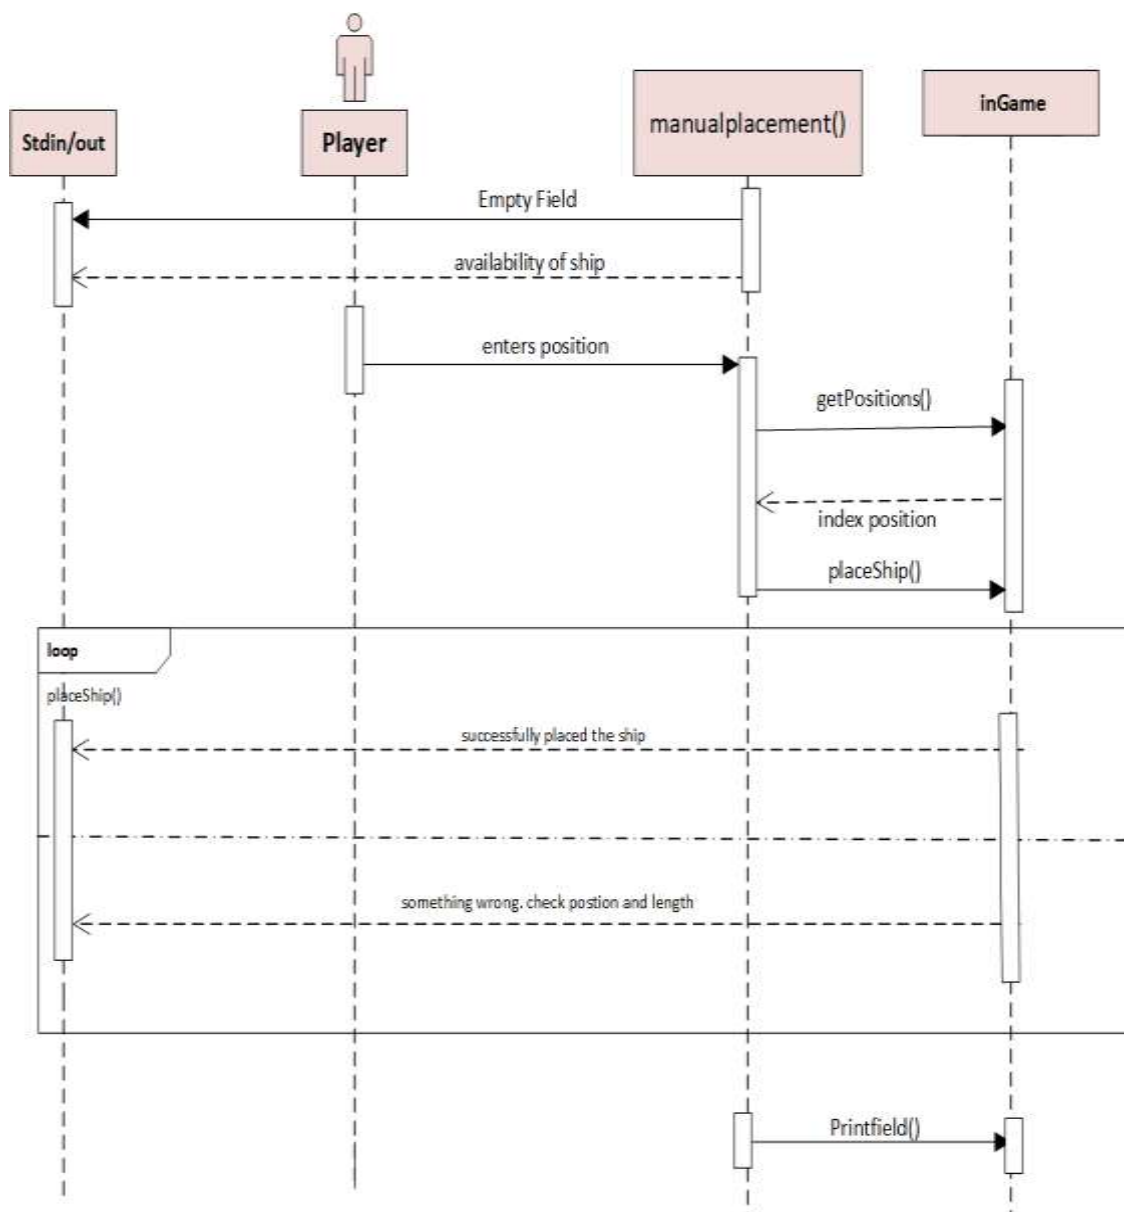 Stdin/out
Player
manualplacement()
inGame
Empty Field
availability of ship
enters position
getPositions()
index position
placeShip()
loop
placeShip()
successfully placed the ship
something wrong. check postion and length
Printfield()